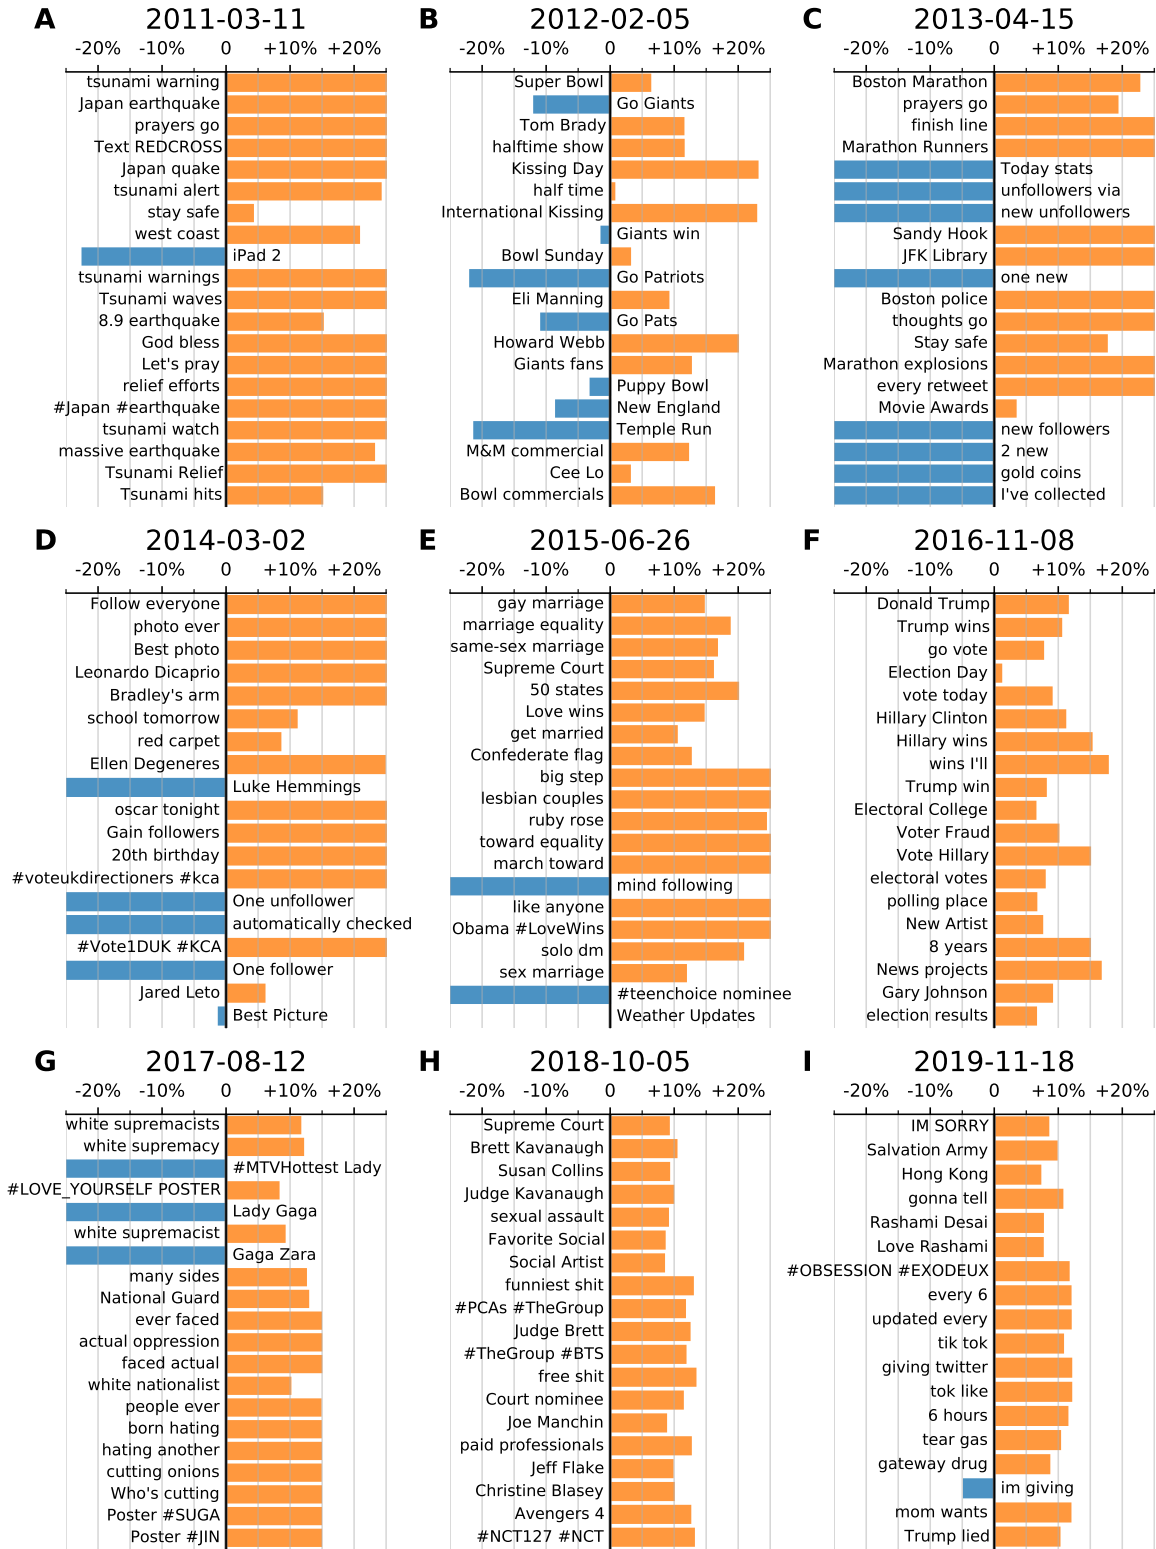 A 2011-03-11
-20% -10% 0 +10% +20%
tsunami warning
Japan earthquake
prayers go
Text REDCROSS
Japan quake
tsunami alert
stay safe
west coast
iPad 2
tsunami warnings
Tsunami waves
8.9 earthquake
God bless
Let's pray
relief efforts
#Japan #earthquake
tsunami watch
massive earthquake
Tsunami Relief
Tsunami hits
B 2012-02-05
-20% -10% 0 +10% +20%
Super Bowl
Go Giants
Tom Brady
halftime show
Kissing Day
half time
International Kissing
Giants win
Bowl Sunday
Go Patriots
Eli Manning
Go Pats
Howard Webb
Giants fans
Puppy Bowl
New England
Temple Run
M&M commercial
Cee Lo
Bowl commercials
C 2013-04-15
-20% -10% 0 +10% +20%
Boston Marathon
prayers go
finish line
Marathon Runners
Today stats
unfollowers via
new unfollowers
Sandy Hook
JFK Library
one new
Boston police
thoughts go
Stay safe
Marathon explosions
every retweet
Movie Awards
new followers
2 new
gold coins
I've collected
D 2014-03-02
-20% -10% 0 +10% +20%
Follow everyone
photo ever
Best photo
Leonardo Dicaprio
Bradley's arm
school tomorrow
red carpet
Ellen Degeneres
Luke Hemmings
oscar tonight
Gain followers
20th birthday
#voteukdirectioners #kca
One unfollower
automatically checked
#Vote1DUK #KCA
One follower
Jared Leto
Best Picture
E 2015-06-26
-20% -10% 0 +10% +20%
gay marriage
marriage equality
same-sex marriage
Supreme Court
50 states
Love wins
get married
Confederate flag
big step
lesbian couples
ruby rose
toward equality
march toward
mind following
like anyone
Obama #LoveWins
solo dm
sex marriage
#teenchoice nominee
Weather Updates
F 2016-11-08
-20% -10% 0 +10% +20%
Donald Trump
Trump wins
go vote
Election Day
vote today
Hillary Clinton
Hillary wins
wins I'll
Trump win
Electoral College
Voter Fraud
Vote Hillary
electoral votes
polling place
New Artist
8 years
News projects
Gary Johnson
election results
G 2017-08-12
-20% -10% 0 +10% +20%
white supremacists
white supremacy
#MTVHottest Lady
#LOVE_YOURSELF POSTER
Lady Gaga
white supremacist
Gaga Zara
many sides
National Guard
ever faced
actual oppression
faced actual
white nationalist
people ever
born hating
hating another
cutting onions
Who's cutting
Poster #SUGA
Poster #JIN
H 2018-10-05
-20% -10% 0 +10% +20%
Supreme Court
Brett Kavanaugh
Susan Collins
Judge Kavanaugh
sexual assault
Favorite Social
Social Artist
funniest shit
#PCAs #TheGroup
Judge Brett
#TheGroup #BTS
free shit
Court nominee
Joe Manchin
paid professionals
Jeff Flake
Christine Blasey
Avengers 4
#NCT127 #NCT
I 2019-11-18
-20% -10% 0 +10% +20%
IM SORRY
Salvation Army
Hong Kong
gonna tell
Rashami Desai
Love Rashami
#OBSESSION #EXODEUX
every 6
updated every
tik tok
giving twitter
tok like
6 hours
tear gas
gateway drug
im giving
mom wants
Trump lied